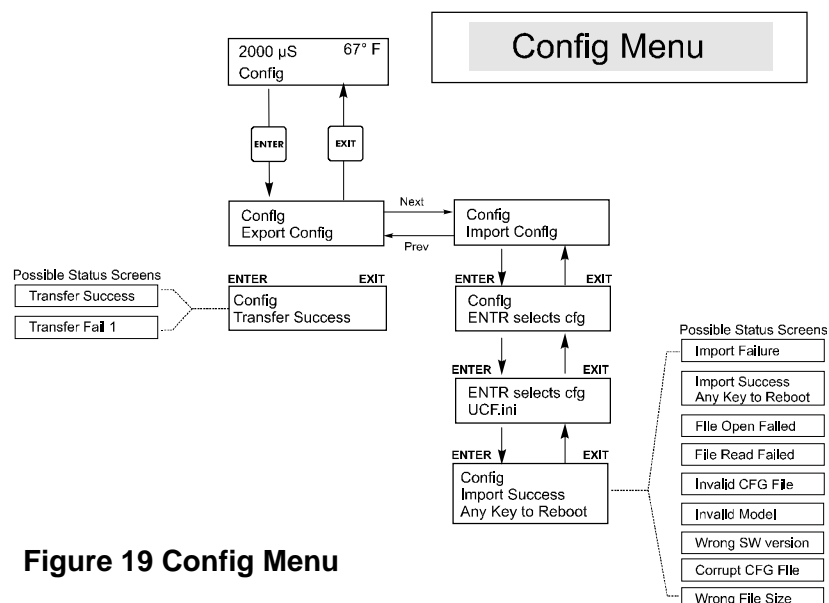 Config Menu
2000 µS 67° F
Config
ENTER
EXIT
Config
Export Config
Next
Prev
Config
Import Config
Possible Status Screens
Transfer Success
Transfer Fail 1
ENTER EXIT
Config
Transfer Success
ENTER EXIT
Config
ENTR selects cfg
ENTER EXIT
ENTR selects cfg
UCF.ini
ENTER EXIT
Config
Import Success
Any Key to Reboot
Possible Status Screens
Import Failure
Import Success
Any Key to Reboot
File Open Failed
File Read Failed
Invalid CFG File
Invalid Model
Wrong SW version
Corrupt CFG File
Wrong File Size
Figure 19 Config Menu